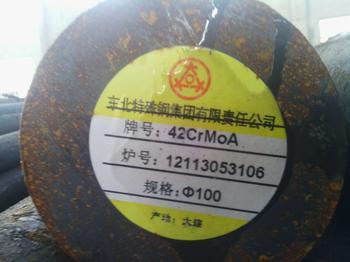 东北特殊钢集团有限责任公司
牌号:42CrMoA
炉号:12113053106
规格:Φ100
产地:大连